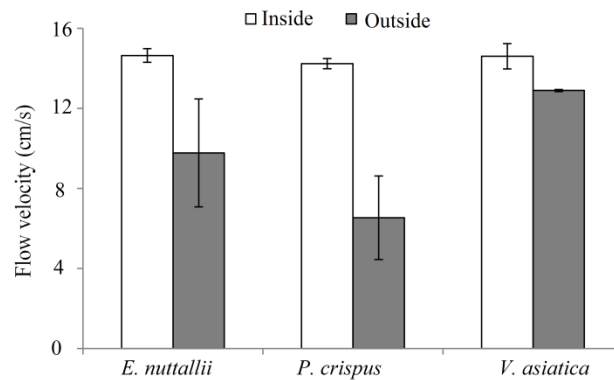 Inside Outside
16
12
8
4
0
Flow velocity (cm/s)
E. nuttallii P. crispus V. asiatica